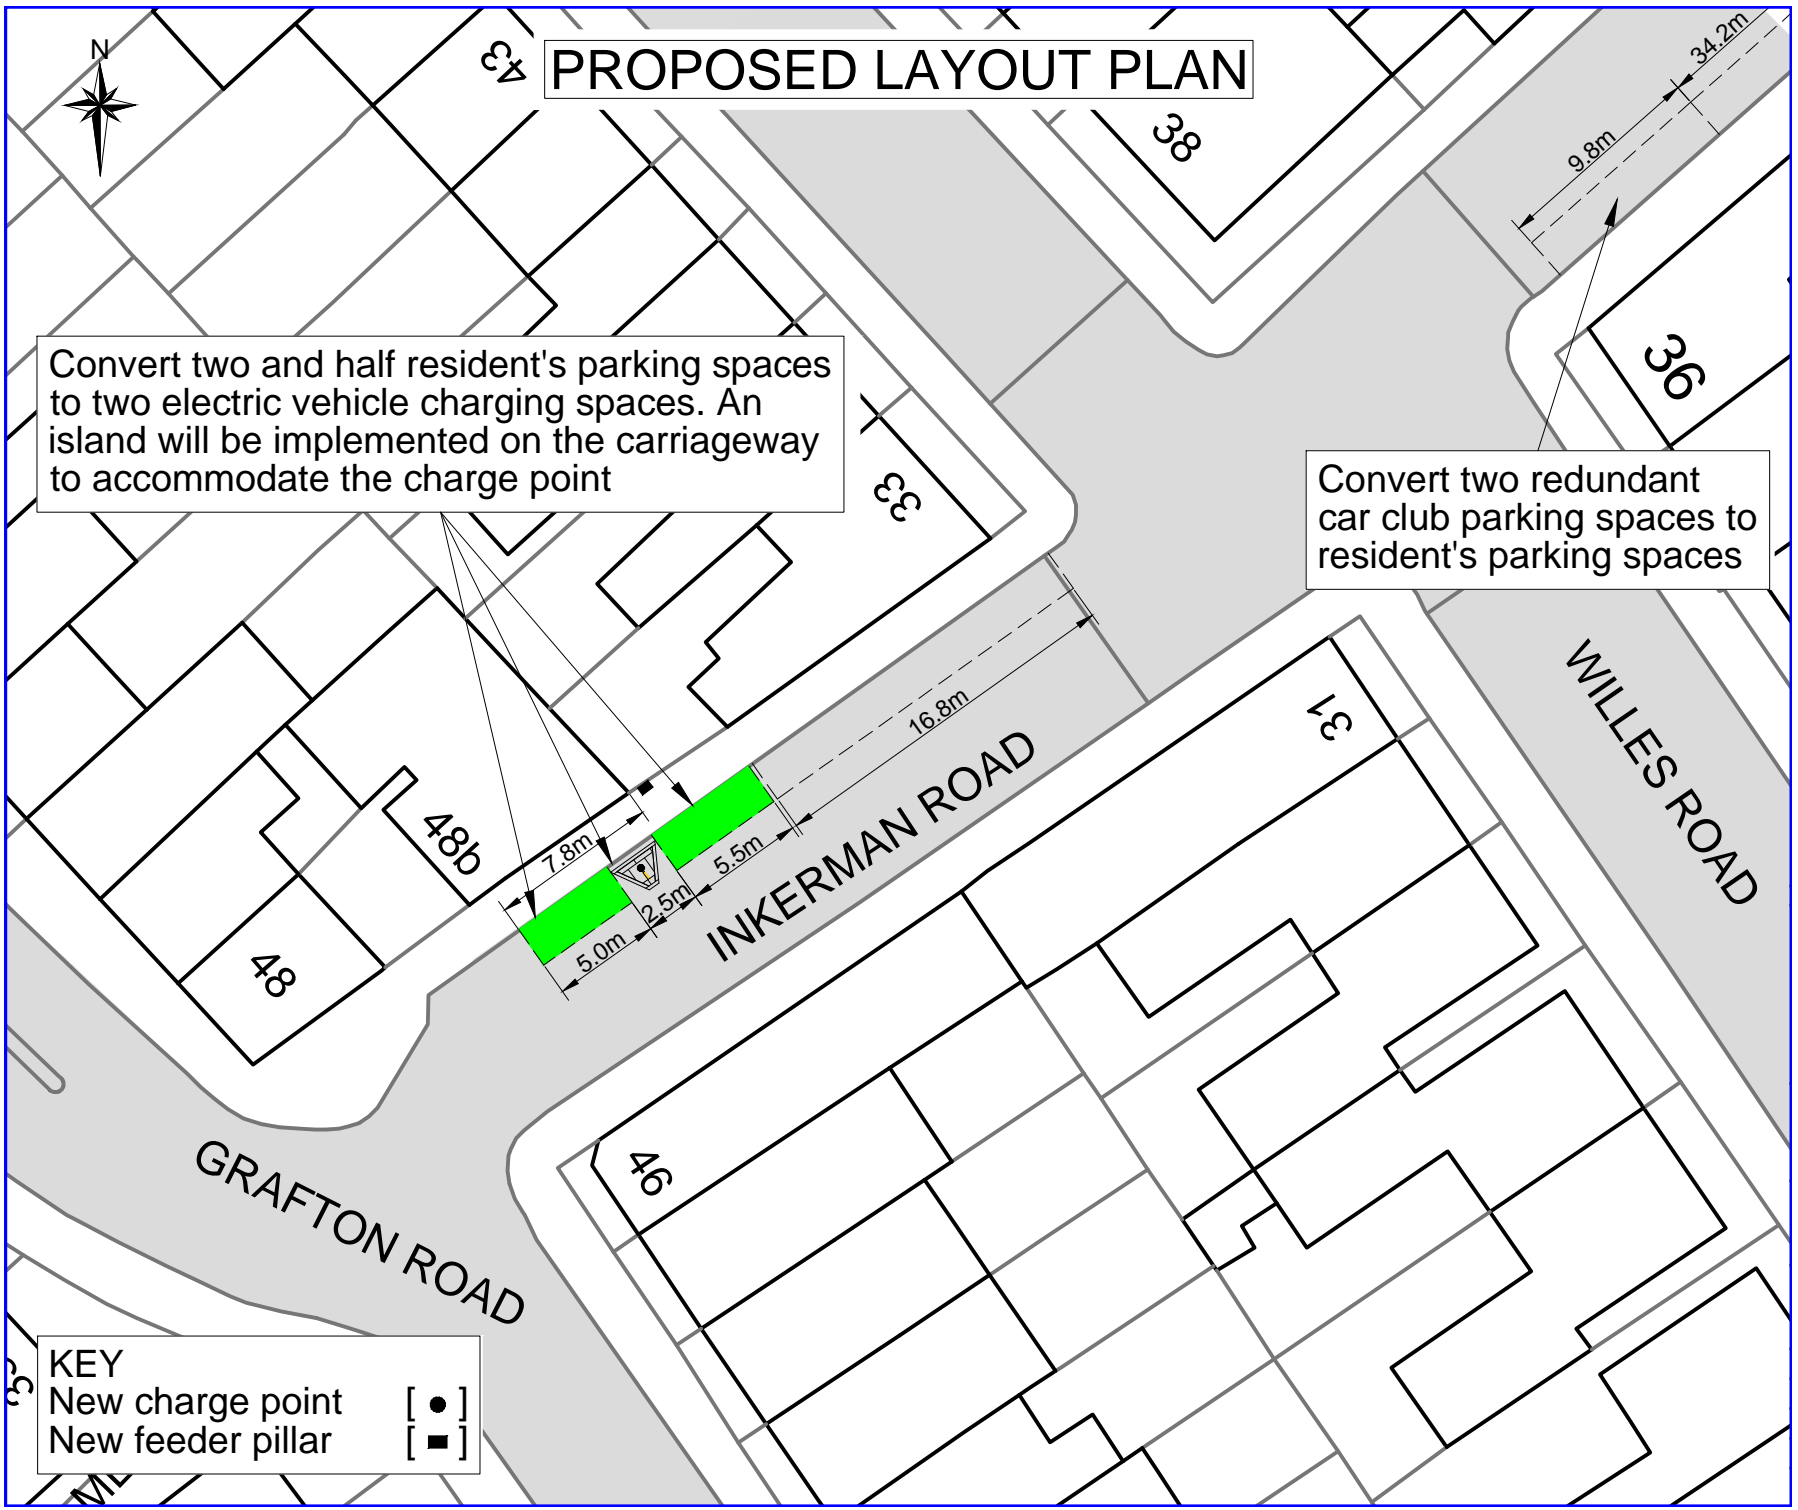 N
43
PROPOSED LAYOUT PLAN
34.2m
38
9.8m
36
Convert two and half resident's parking spaces
to two electric vehicle charging spaces. An
island will be implemented on the carriageway
to accommodate the charge point
33
Convert two redundant
car club parking spaces to
resident's parking spaces
16.8m
31
WILLES ROAD
INKERMAN ROAD
48b
7.8m
5.5m
2.5m
5.0m
48
46
GRAFTON ROAD
KEY
New charge point [ ● ]
New feeder pillar [ ■ ]